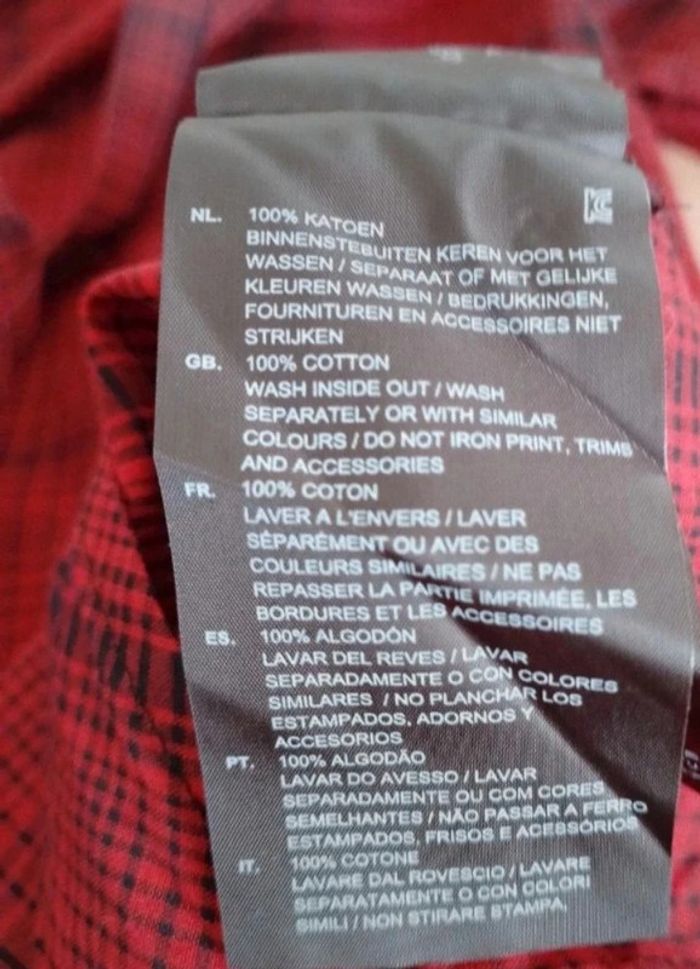 NL. 100% KATOEN
BINNENSTEBUITEN KEREN VOOR HET
WASSEN / SEPARAAT OF MET GELIJKE
KLEUREN WASSEN / BEDRUKKINGEN,
FOURNITUREN EN ACCESSOIRES NIET
STRIJKEN
GB. 100% COTTON
WASH INSIDE OUT / WASH
SEPARATELY OR WITH SIMILAR
COLOURS / DO NOT IRON PRINT, TRIMS
AND ACCESSORIES
FR. 100% COTON
LAVER A L'ENVERS / LAVER
SÉPARÉMENT OU AVEC DES
COULEURS SIMILAIRES / NE PAS
REPASSER LA PARTIE IMPRIMÉE, LES
BORDURES ET LES ACCESSOIRES
ES. 100% ALGODÓN
LAVAR DEL REVES / LAVAR
SEPARADAMENTE O CON COLORES
SIMILARES / NO PLANCHAR LOS
ESTAMPADOS, ADORNOS Y
ACCESORIOS
PT. 100% ALGODÃO
LAVAR DO AVESSO / LAVAR
SEPARADAMENTE OU COM CORES
SEMELHANTES / NÃO PASSAR A FERRO
ESTAMPADOS, FRISOS E ACESSÓRIOS
IT. 100% COTONE
LAVARE DAL ROVESCIO / LAVARE
SEPARATAMENTE O CON COLORI
SIMILI / NON STIRARE STAMPA,